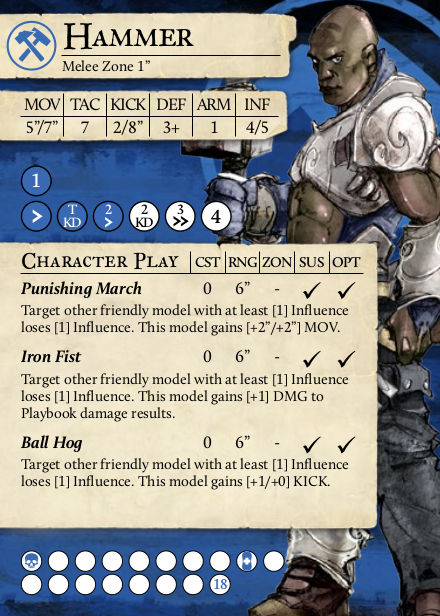 HAMMER
Melee Zone 1”
MOV TAC KICK DEF ARM INF
5”/7” 7 2/8” 3+ 1 4/5
1
> T KD 2 > 2 KD 3 >> 4
CHARACTER PLAY CST RNG ZON SUS OPT
Punishing March 0 6” - ✓ ✓
Target other friendly model with at least [1] Influence
loses [1] Influence. This model gains [+2”/+2”] MOV.
Iron Fist 0 6” - ✓ ✓
Target other friendly model with at least [1] Influence
loses [1] Influence. This model gains [+1] DMG to
Playbook damage results.
Ball Hog 0 6” - ✓ ✓
Target other friendly model with at least [1] Influence
loses [1] Influence. This model gains [+1/+0] KICK.
18